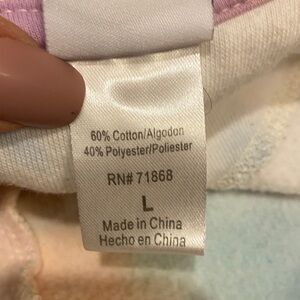 60% Cotton/Algodon
40% Polyester/Poliester
RN# 71868
L
Made in China
Hecho en China